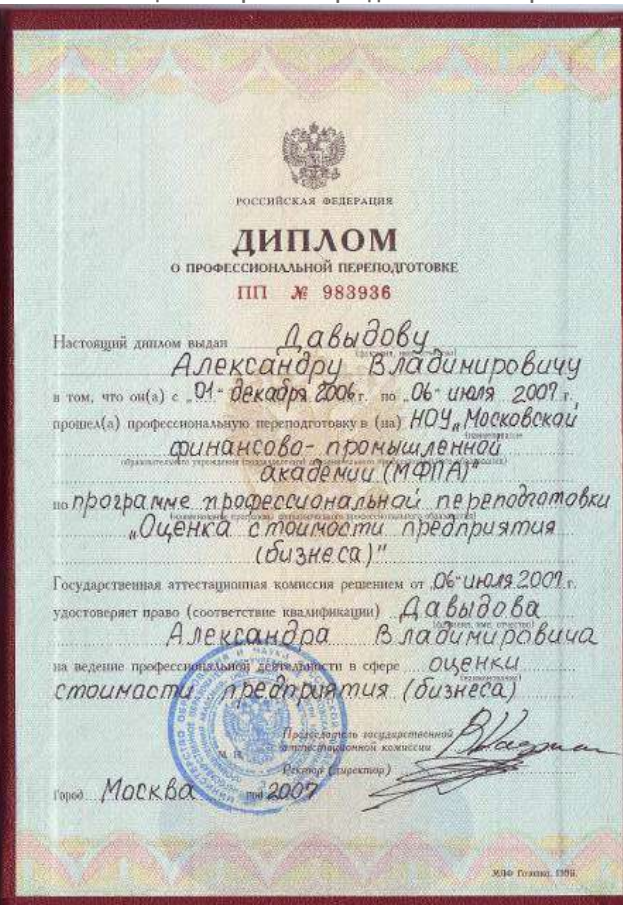 РОССИЙСКАЯ ФЕДЕРАЦИЯ
ДИПЛОМ
О ПРОФЕССИОНАЛЬНОЙ ПЕРЕПОДГОТОВКЕ
ПП № 983936
Настоящий диплом выдан Давыдову
Александру Владимировичу
в том, что он(а) с „01" декабря 2006 г. по „06" июля 2007 г.
прошел(а) профессиональную переподготовку в (на) НОУ „Московской
финансово-промышленной
академии (МФПА)"
по программе профессиональной переподготовки
„Оценка стоимости предприятия
(бизнеса)"
Государственная аттестационная комиссия решением от „06" июля 2007 г.
удостоверяет право (соответствие квалификации) Давыдова
(фамилия, имя, отчество)
Александра Владимировича
на ведение профессиональной деятельности в сфере оценки
(наименование)
стоимости предприятия (бизнеса)
Председатель государственной
аттестационной комиссии
Ректор (директор)
Город Москва год 2007